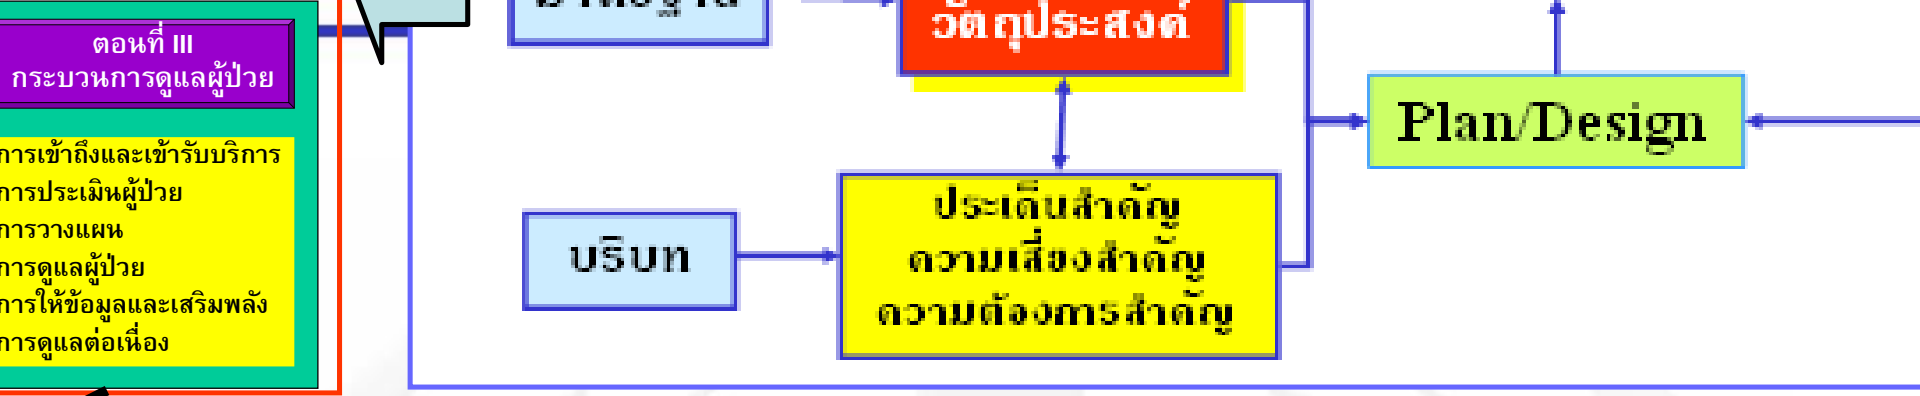 ตอนที่ III
กระบวนการดูแลผู้ป่วย
การเข้าถึงและเข้ารับบริการ
การประเมินผู้ป่วย
การวางแผน
การดูแลผู้ป่วย
การให้ข้อมูลและเสริมพลัง
การดูแลต่อเนื่อง
วัตถุประสงค์
บริบท
ประเด็นสำคัญ
ความเสี่ยงสำคัญ
ความต้องการสำคัญ
Plan/Design